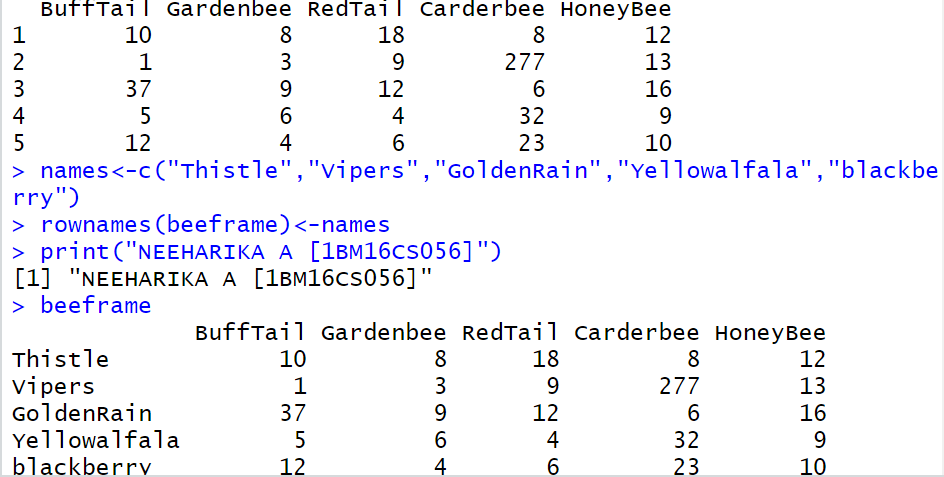 BuffTail Gardenbee RedTail Carderbee HoneyBee
1 10 8 18 8 12
2 1 3 9 277 13
3 37 9 12 6 16
4 5 6 4 32 9
5 12 4 6 23 10
> names<-c("Thistle","Vipers","GoldenRain","Yellowalfala","blackbe
rry")
> rownames(beeframe)<-names
> print("NEEHARIKA A [1BM16CS056]")
[1] "NEEHARIKA A [1BM16CS056]"
> beeframe
BuffTail Gardenbee RedTail Carderbee HoneyBee
Thistle 10 8 18 8 12
Vipers 1 3 9 277 13
GoldenRain 37 9 12 6 16
Yellowalfala 5 6 4 32 9
blackberry 12 4 6 23 10